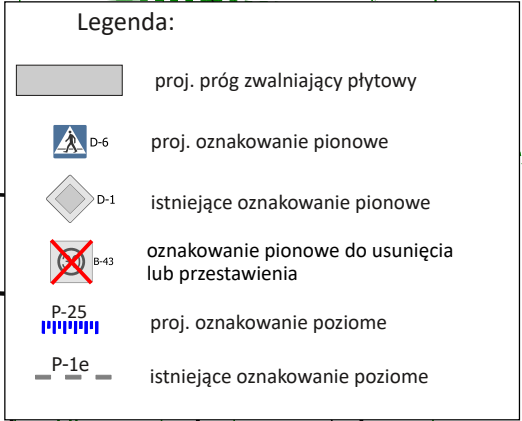 Legenda:
proj. próg zwalniający płytowy
D-6 proj. oznakowanie pionowe
D-1 istniejące oznakowanie pionowe
B-43 oznakowanie pionowe do usunięcia
lub przestawienia
P-25
proj. oznakowanie poziome
P-1e
istniejące oznakowanie poziome